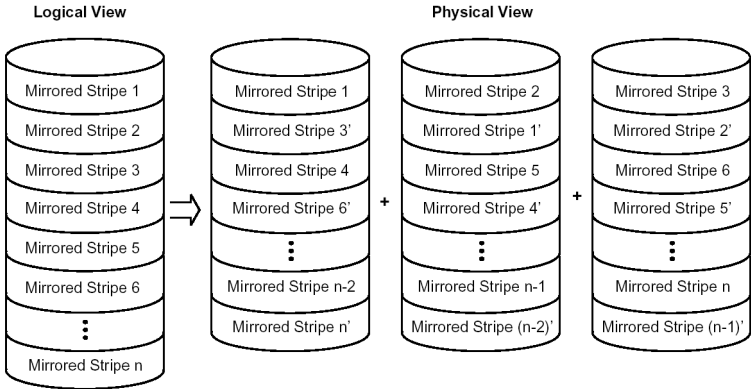 Logical View
Mirrored Stripe 1
Mirrored Stripe 2
Mirrored Stripe 3
Mirrored Stripe 4
Mirrored Stripe 5
Mirrored Stripe 6
Mirrored Stripe n
Physical View
Mirrored Stripe 1
Mirrored Stripe 3’
Mirrored Stripe 4
Mirrored Stripe 6’
Mirrored Stripe n-2
Mirrored Stripe n’
+
Mirrored Stripe 2
Mirrored Stripe 1’
Mirrored Stripe 5
Mirrored Stripe 4’
Mirrored Stripe n-1
Mirrored Stripe (n-2)’
+
Mirrored Stripe 3
Mirrored Stripe 2’
Mirrored Stripe 6
Mirrored Stripe 5’
Mirrored Stripe n
Mirrored Stripe (n-1)’